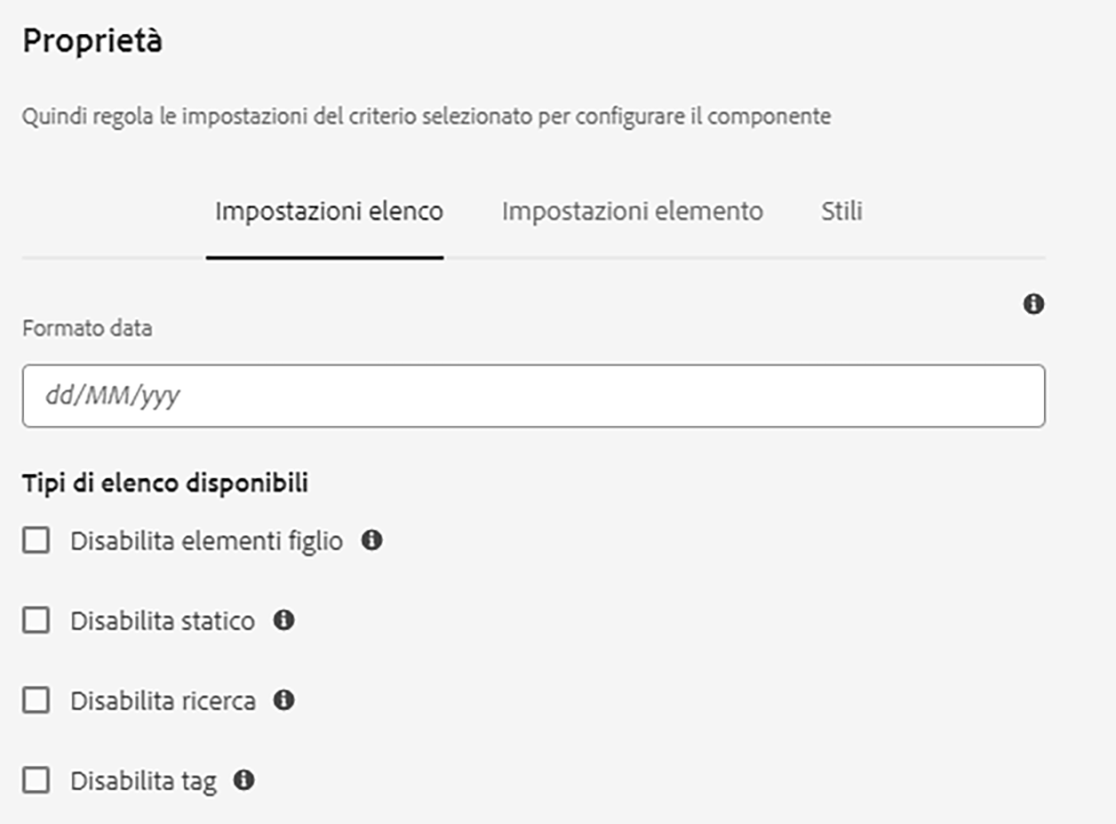 Proprietà
Quindi regola le impostazioni del criterio selezionato per configurare il componente
Impostazioni elenco Impostazioni elemento Stili
Formato data
dd/MM/yyy
Tipi di elenco disponibili
Disabilita elementi figlio
Disabilita statico
Disabilita ricerca
Disabilita tag